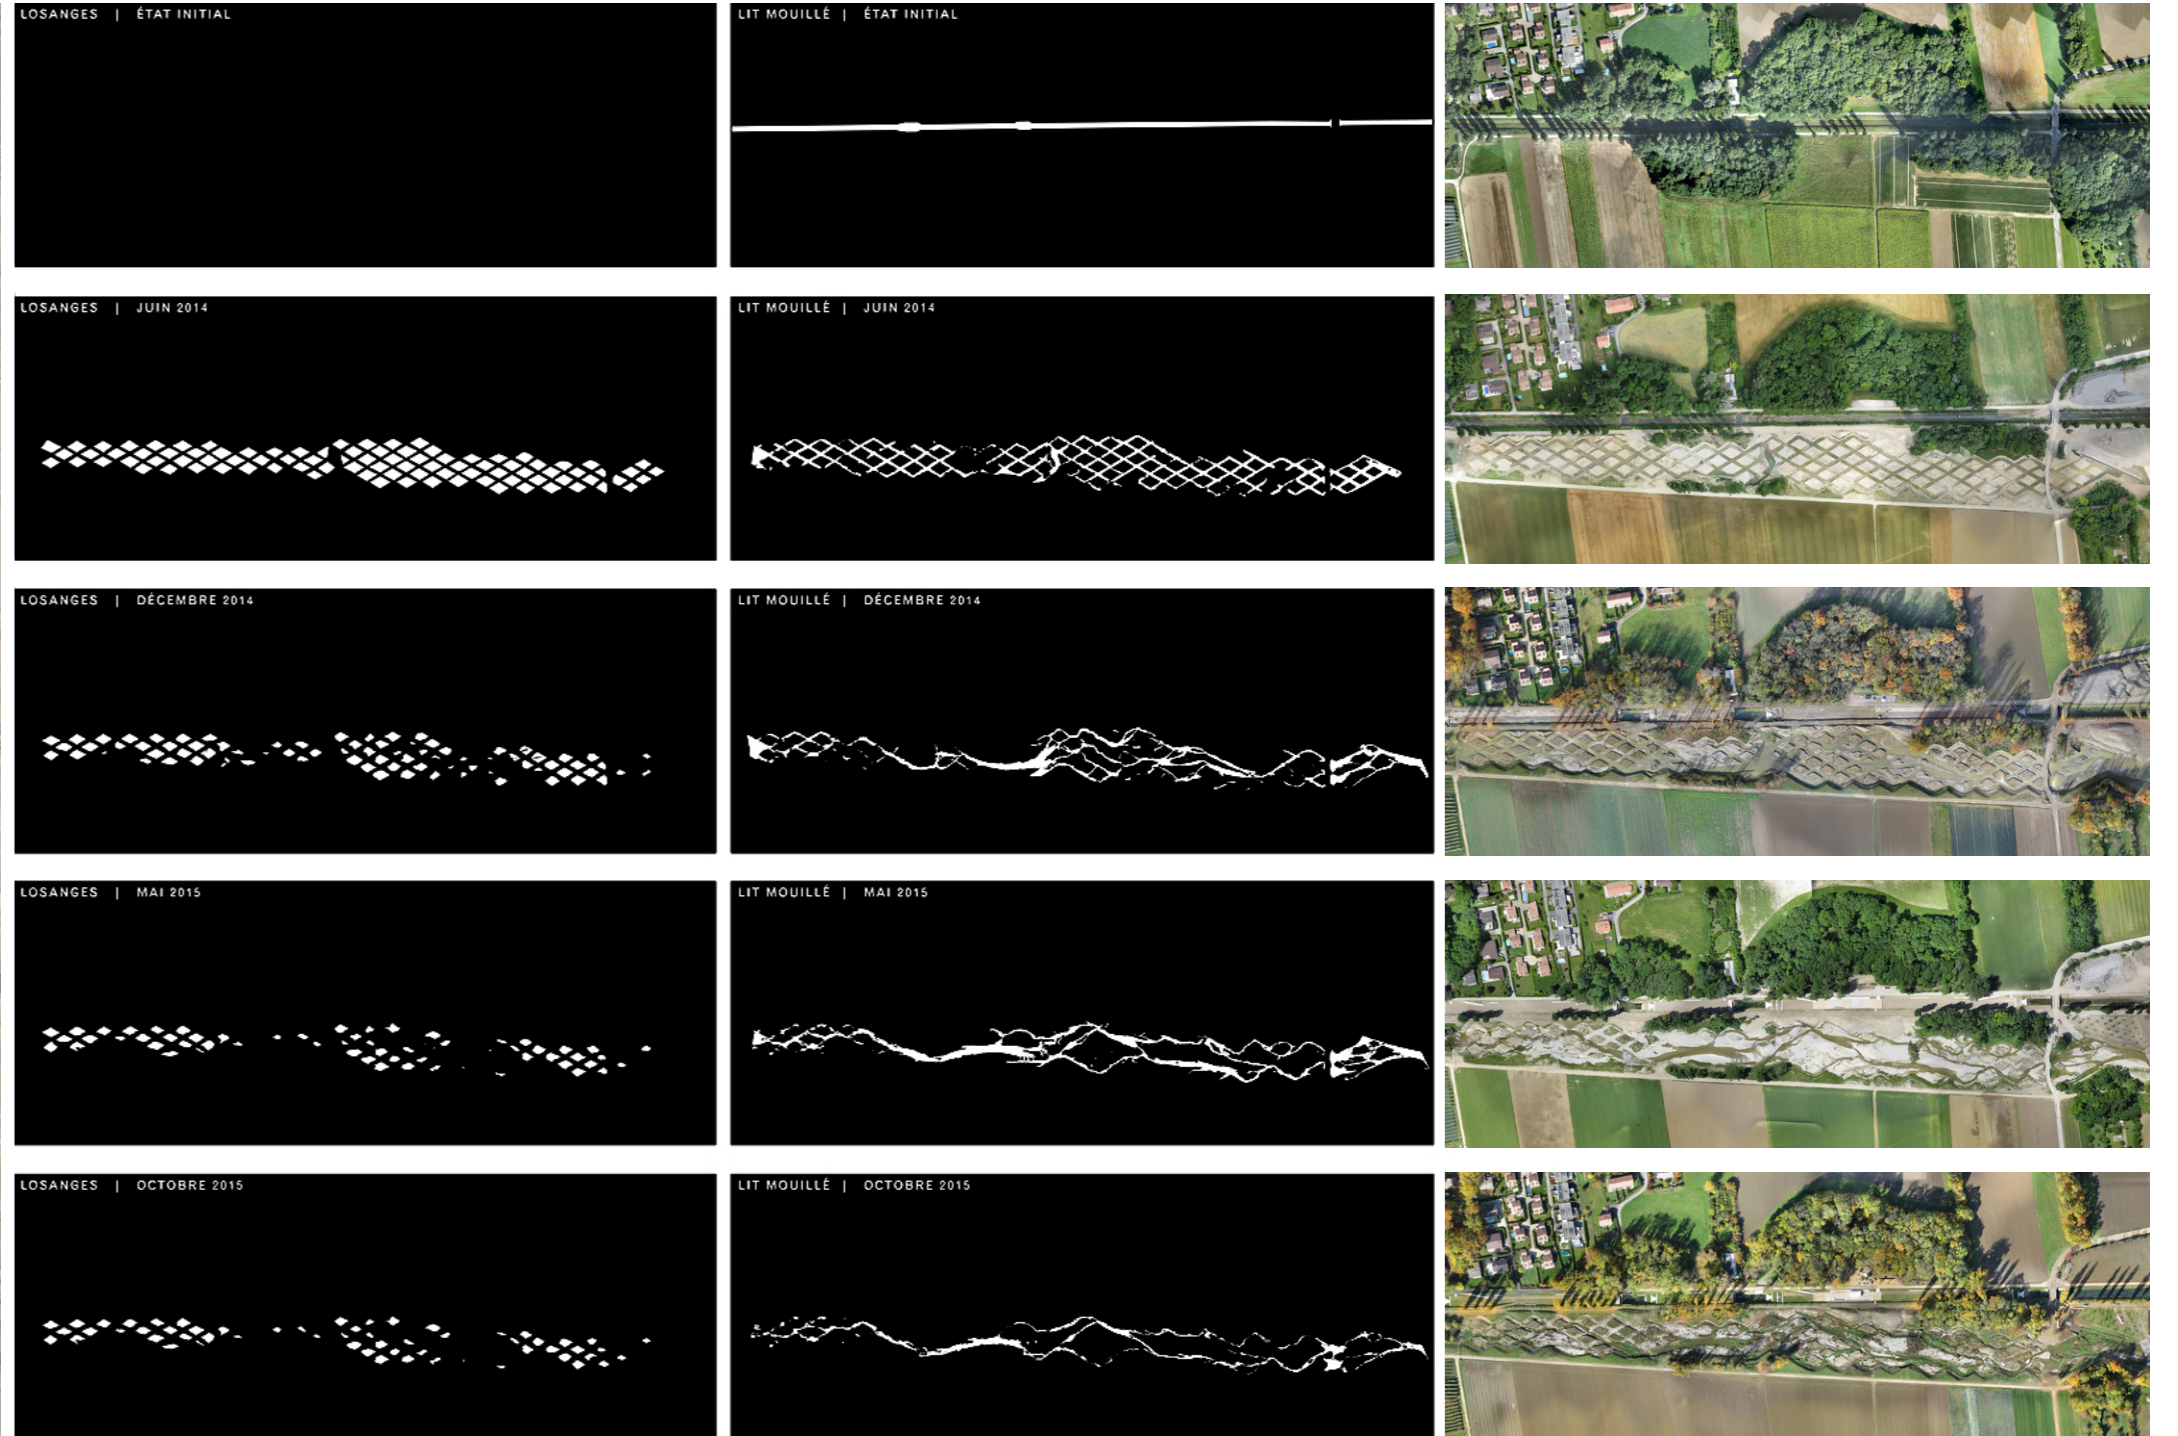 LOSANGES | ÉTAT INITIAL
LIT MOUILLÉ | ÉTAT INITIAL
LOSANGES | JUIN 2014
LIT MOUILLÉ | JUIN 2014
LOSANGES | DÉCEMBRE 2014
LIT MOUILLÉ | DÉCEMBRE 2014
LOSANGES | MAI 2015
LIT MOUILLÉ | MAI 2015
LOSANGES | OCTOBRE 2015
LIT MOUILLÉ | OCTOBRE 2015